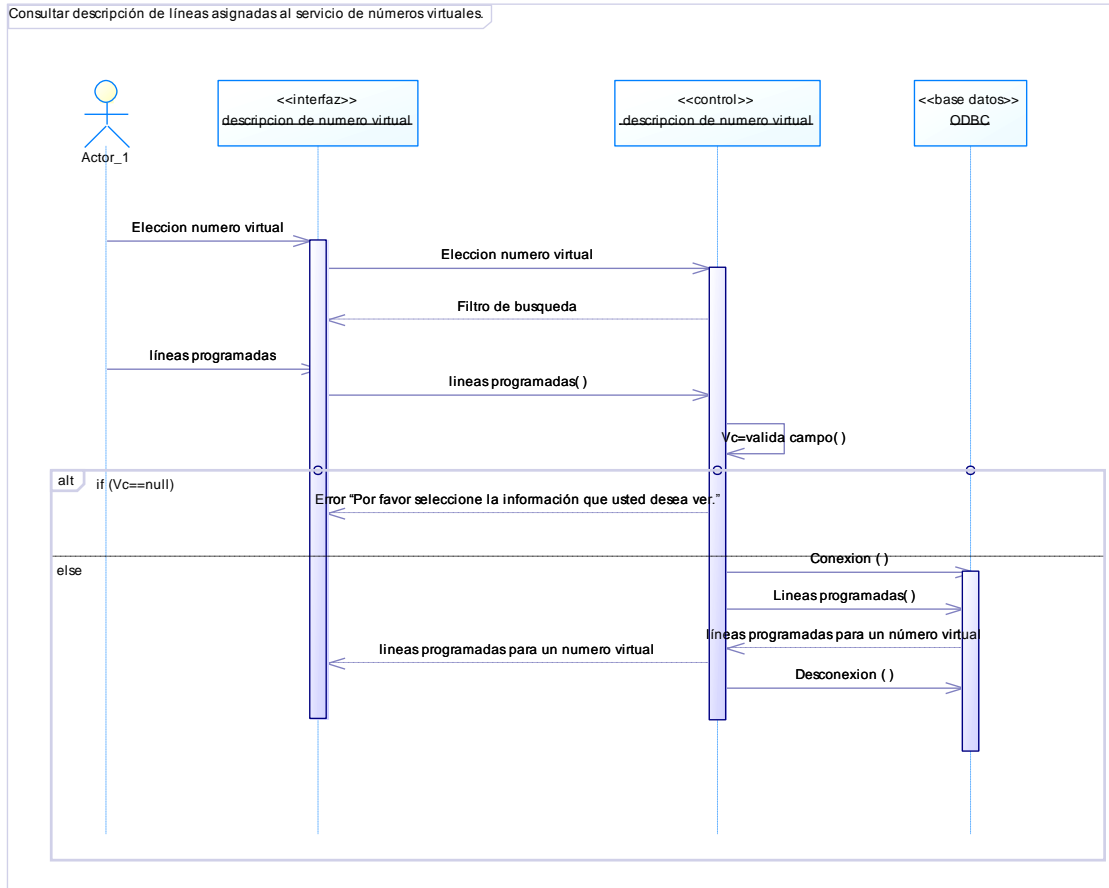 Consultar descripción de líneas asignadas al servicio de números virtuales.
<<interfaz>>
descripcion de numero virtual
<<control>>
descripcion de numero virtual
<<base datos>>
ODBC
Actor_1
Eleccion numero virtual
Eleccion numero virtual
Filtro de busqueda
líneas programadas
lineas programadas( )
Vc=valida campo( )
alt
if (Vc==null)
Error “Por favor seleccione la información que usted desea ver.”
else
Conexion ( )
Lineas programadas( )
líneas programadas para un número virtual
lineas programadas para un numero virtual
Desconexion ( )